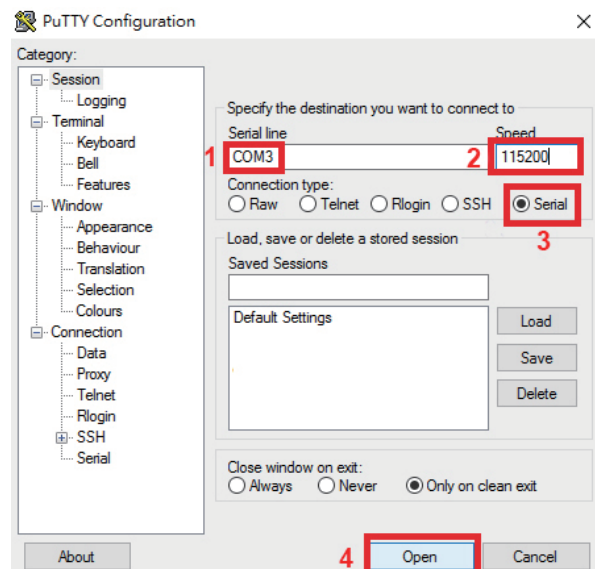 PuTTY Configuration
Category:
Session
Logging
Terminal
Keyboard
Bell
Features
Window
Appearance
Behaviour
Translation
Selection
Colours
Connection
Data
Proxy
Telnet
Rlogin
SSH
Serial
Specify the destination you want to connect to
Serial line Speed
1 COM3 2 115200
Connection type:
Raw Telnet Rlogin SSH Serial
3
Load, save or delete a stored session
Saved Sessions
Default Settings
Load
Save
Delete
Close window on exit:
Always Never Only on clean exit
About 4 Open Cancel